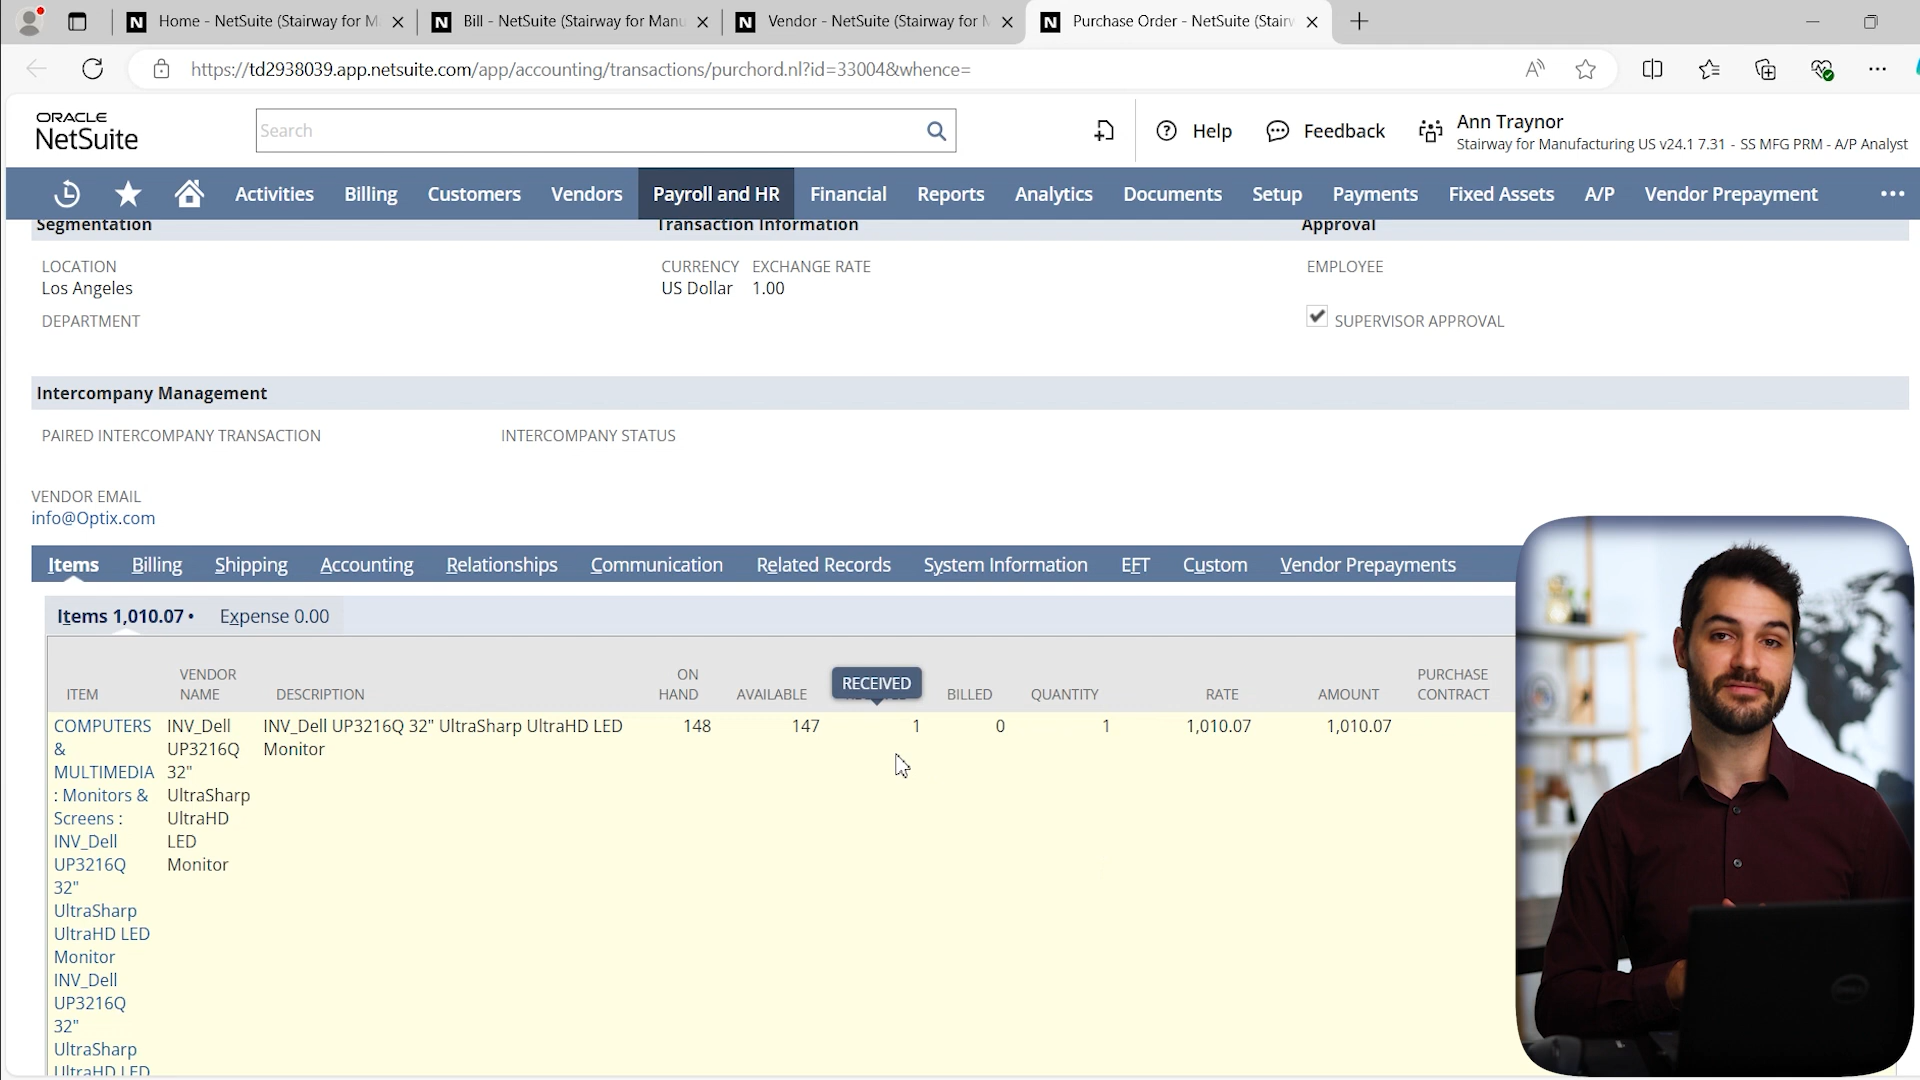 Home - NetSuite (Stairway for M
Bill - NetSuite (Stairway for Manu
Vendor - NetSuite (Stairway for M
Purchase Order - NetSuite (Stairw
https://td2938039.app.netsuite.com/app/accounting/transactions/purchord.nl?id=33004&whence=
ORACLE
NetSuite
Search
Help
Feedback
Ann Traynor
Stairway for Manufacturing US v24.1 7.31 - SS MFG PRM - A/P Analyst
Activities Billing Customers Vendors Payroll and HR Financial Reports Analytics Documents Setup Payments Fixed Assets A/P Vendor Prepayment
Segmentation Transaction Information Approval
LOCATION CURRENCY EXCHANGE RATE EMPLOYEE
Los Angeles US Dollar 1.00
DEPARTMENT SUPERVISOR APPROVAL
Intercompany Management
PAIRED INTERCOMPANY TRANSACTION INTERCOMPANY STATUS
VENDOR EMAIL
info@Optix.com
Items Billing Shipping Accounting Relationships Communication Related Records System Information EFT Custom Vendor Prepayments
Items 1,010.07 • Expense 0.00
ITEM VENDOR NAME DESCRIPTION ON HAND AVAILABLE RECEIVED BILLED QUANTITY RATE AMOUNT PURCHASE CONTRACT
COMPUTERS INV_Dell INV_Dell UP3216Q 32" UltraSharp UltraHD LED 148 147 1 0 1 1,010.07 1,010.07
& UP3216Q Monitor
MULTIMEDIA 32"
: Monitors & UltraSharp
Screens : UltraHD
INV_Dell LED
UP3216Q Monitor
32"
UltraSharp
UltraHD LED
Monitor
INV_Dell
UP3216Q
32"
UltraSharp
UltraHD LED